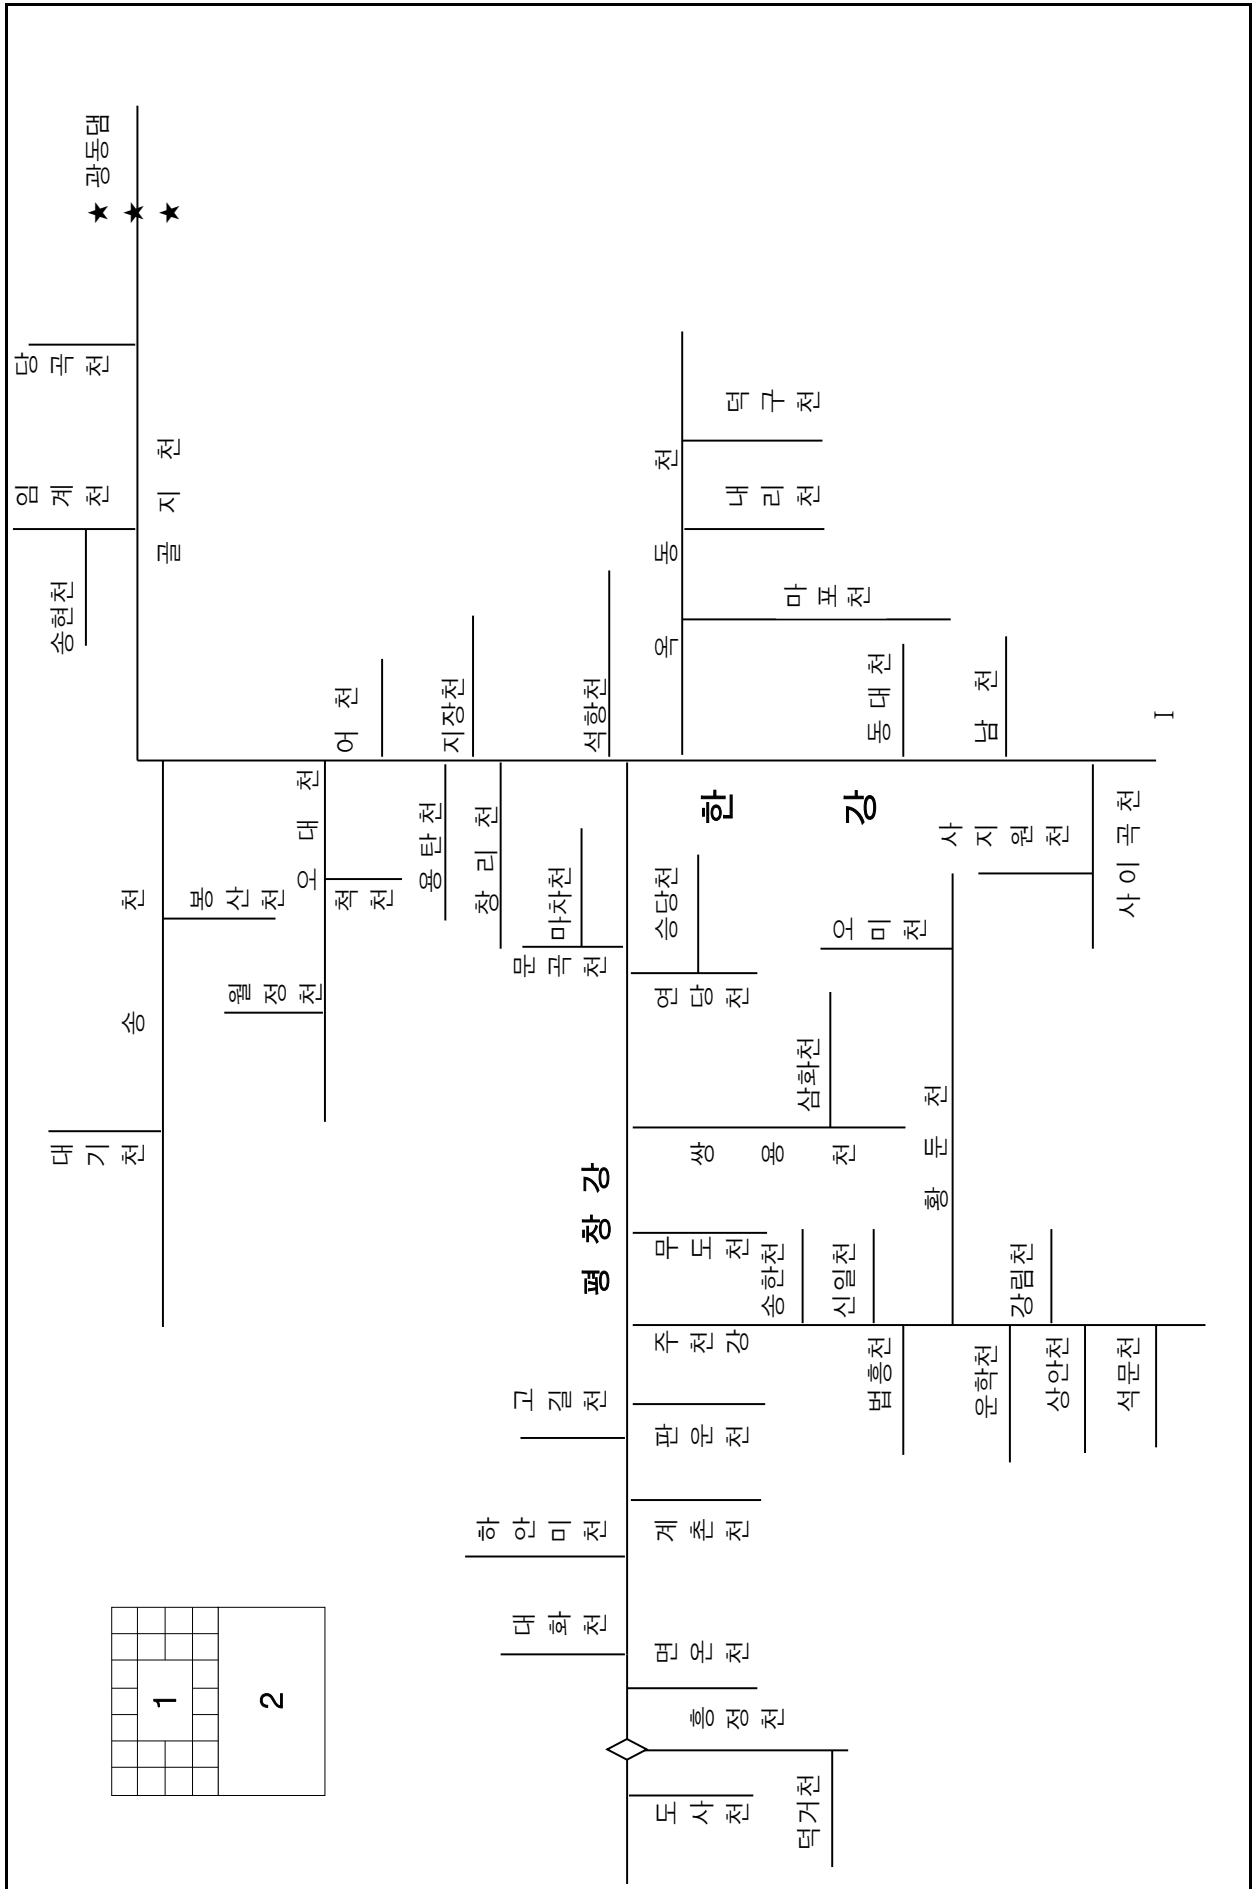 광동댐
★
★
★
당곡천
임계천
송현천
골지천
어천
지장천
석항천
옥동천
덕구천
내리천
마포천
동대천
남천
I
송천
봉산천
대기천
오대천
척천
월정천
용탄천
창리천
한강
마차천
문곡천
승당천
연당천
사지원천
사이곡천
오미천
황둔천
삼화천
쌍용천
평창강
무도천
송한천
신일천
강림천
주천강
법흥천
운학천
상안천
석문천
고길천
판운천
하안미천
계촌천
대화천
면온천
흥정천
도사천
덕거천
1
2